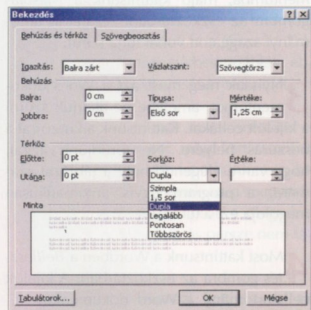 Bekezdés
Behúzás és térköz Szövegbeosztás
Igazítás: Balra zárt Vázlatszint: Szövegtörzs
Behúzás
Balra: 0 cm Típusa: Mértéke:
Jobbra: 0 cm Első sor 1,25 cm
Térköz
Előtte: 0 pt Sorköz: Értéke:
Utána: 0 pt Dupla
Szimpla
1,5 sor
Dupla
Legalább
Pontosan
Többszörös
Minta
Tabulátorok... OK Mégse